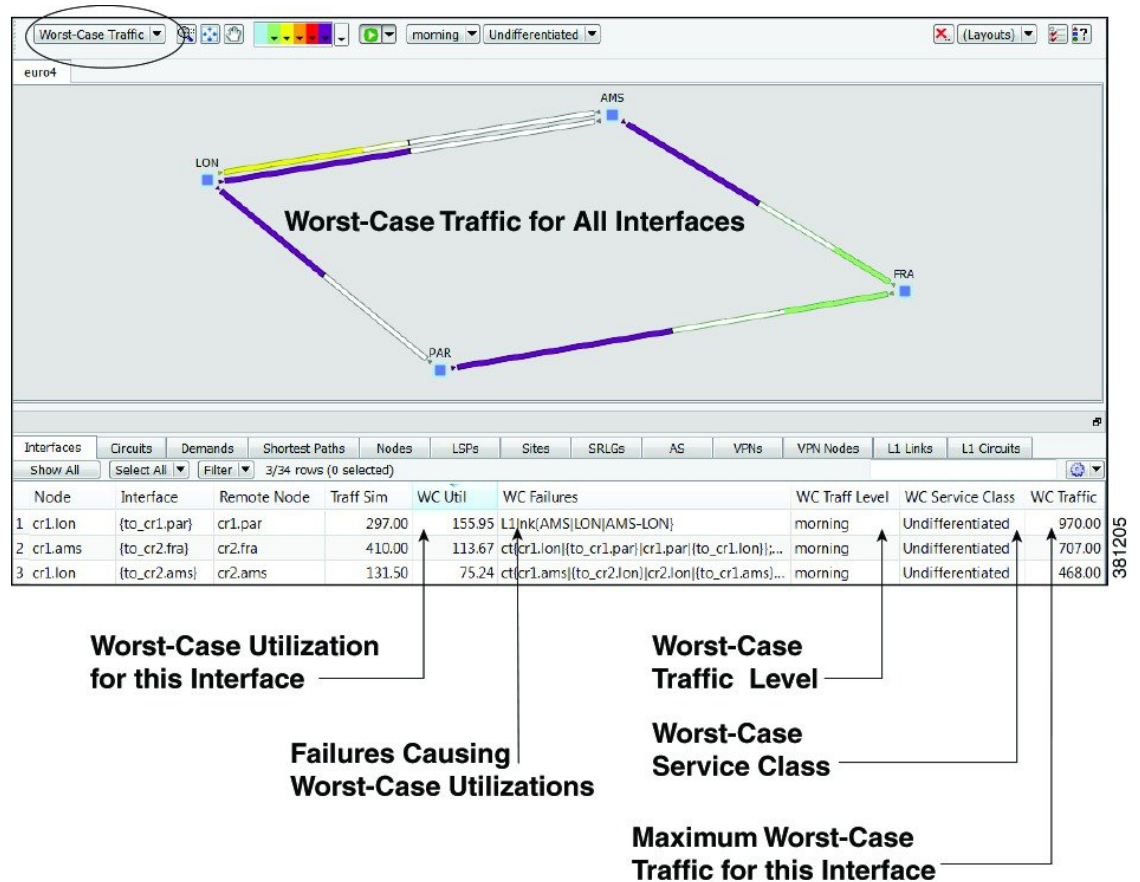 Worst-Case Traffic morning Undifferentiated (Layouts)
euro4
AMS
LON
Worst-Case Traffic for All Interfaces
FRA
PAR
Interfaces Circuits Demands Shortest Paths Nodes LSPs Sites SRLGs AS VPNs VPN Nodes L1 Links L1 Circuits
Show All Select All Filter 3/34 rows (0 selected)
Node Interface Remote Node Traff Sim WC Util WC Failures WC Traff Level WC Service Class WC Traffic
1 cr1.lon {to_cr1.par} cr1.par 297.00 155.95 L1lnk{AMS|LON|AMS-LON} morning Undifferentiated 970.00
2 cr1.ams {to_cr2.fra} cr2.fra 410.00 113.67 ct{cr1.lon|{to_cr1.par}|cr1.par|{to_cr1.lon}};... morning Undifferentiated 707.00
3 cr1.lon {to_cr2.ams} cr2.ams 131.50 75.24 ct{cr1.ams|{to_cr2.lon}|cr2.lon|{to_cr1.ams}... morning Undifferentiated 468.00
381205
Worst-Case Utilization
for this Interface
Worst-Case
Traffic Level
Failures Causing
Worst-Case Utilizations
Worst-Case
Service Class
Maximum Worst-Case
Traffic for this Interface